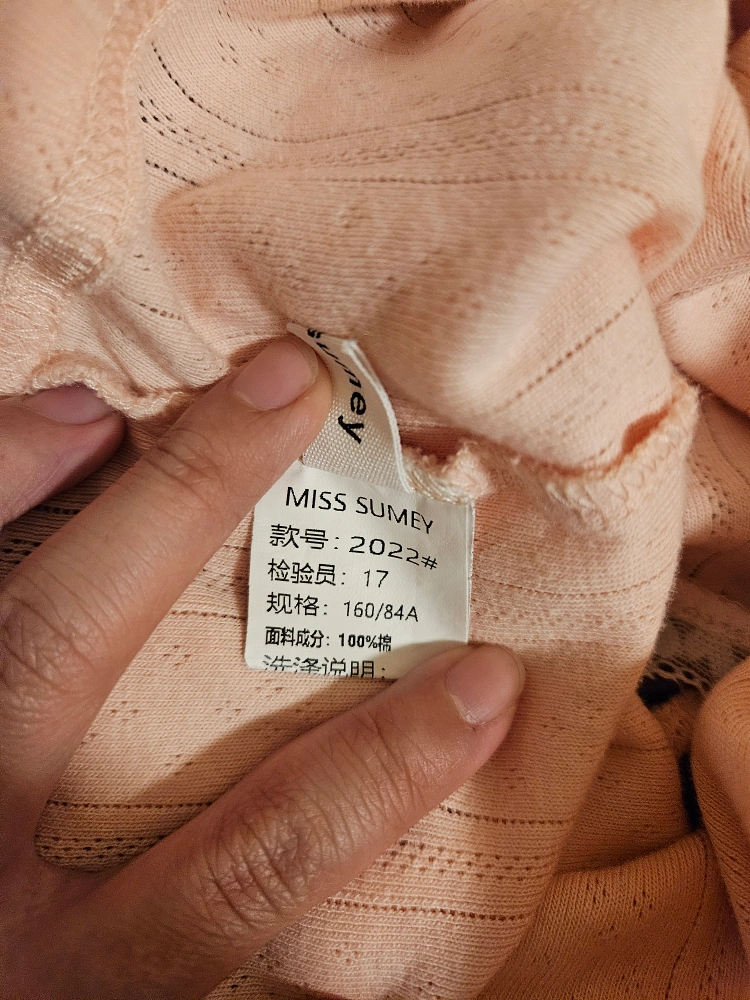 sumey
MISS SUMEY
款号: 2022#
检验员: 17
规格: 160/84A
面料成分: 100%棉
洗涤说明: